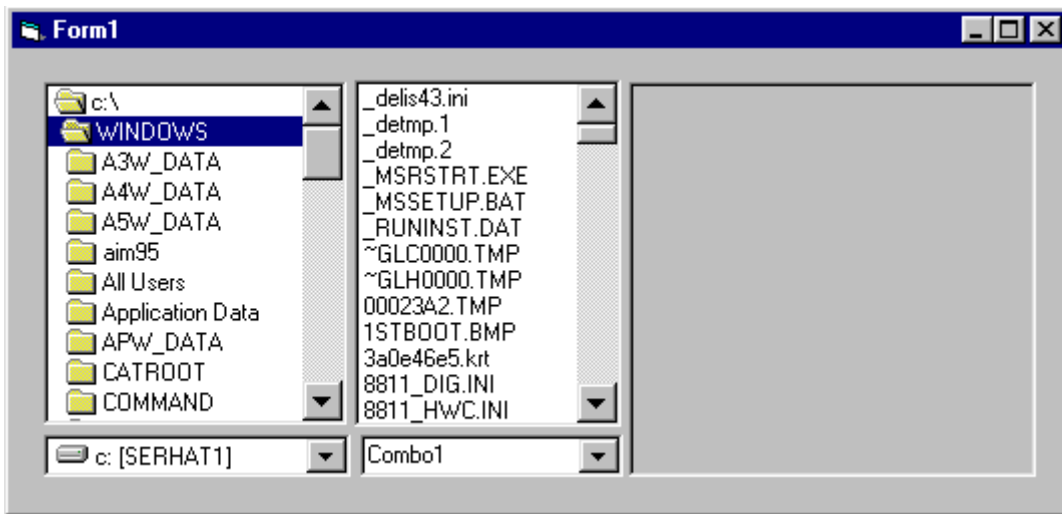 Form1
c:\
WINDOWS
A3W_DATA
A4W_DATA
A5W_DATA
aim95
All Users
Application Data
APW_DATA
CATROOT
COMMAND
c: [SERHAT1]
_delis43.ini
_detmp.1
_detmp.2
_MSRSTRT.EXE
_MSSETUP.BAT
_RUNINST.DAT
~GLC0000.TMP
~GLH0000.TMP
00023A2.TMP
1STBOOT.BMP
3a0e46e5.krt
8811_DIG.INI
8811_HWC.INI
Combo1